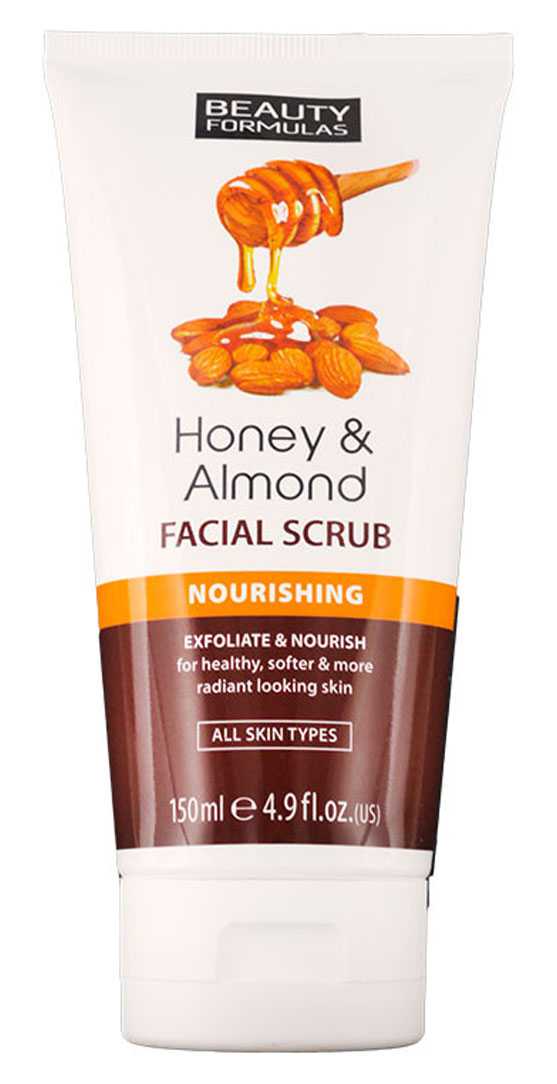 BEAUTY
FORMULAS
Honey &
Almond
FACIAL SCRUB
NOURISHING
EXFOLIATE & NOURISH
for healthy, softer & more
radiant looking skin
ALL SKIN TYPES
150ml ℮ 4.9 fl.oz.(US)